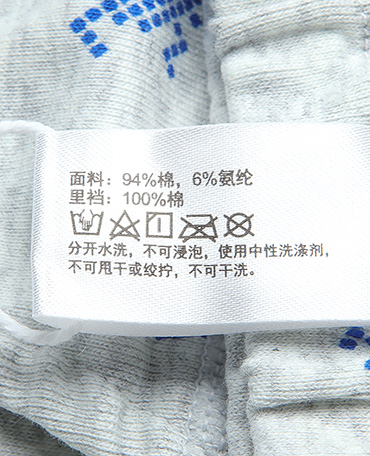 面料：94%棉，6%氨纶
里裆：100%棉
分开水洗，不可浸泡，使用中性洗涤剂，
不可甩干或绞拧，不可干洗。